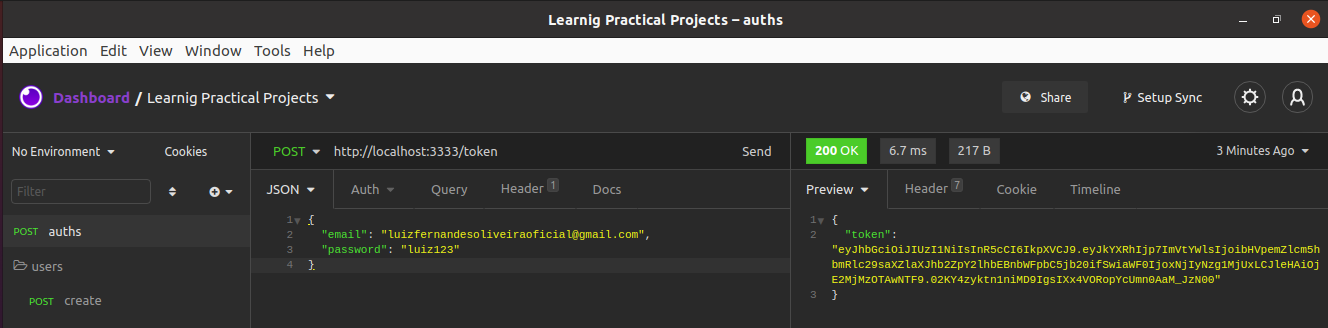 Learnig Practical Projects – auths
Application Edit View Window Tools Help
Dashboard / Learnig Practical Projects
Share
Setup Sync
No Environment
Cookies
POST
http://localhost:3333/token
Send
200 OK
6.7 ms
217 B
3 Minutes Ago
Filter
JSON
Auth
Query
Header 1
Docs
Preview
Header 7
Cookie
Timeline
POST auths
users
POST create
1 {
2 "email": "luizfernandesoliveiraoficial@gmail.com",
3 "password": "luiz123"
4 }
1 {
2 "token":
"eyJhbGciOiJIUzI1NiIsInR5cCI6IkpXVCJ9.eyJkYXRhIjp7ImVtYWlsIjoibHVpemZlcm5h
bmRlc29saXZlaXJhb2ZpY2lhbEBnbWFpbC5jb20ifSwiaWF0IjoxNjIyNzg1MjUxLCJleHAiOj
E2MjMzOTAwNTF9.02KY4zyktn1niMD9IgsIXx4VORopYcUmn0AaM_JzN00"
3 }